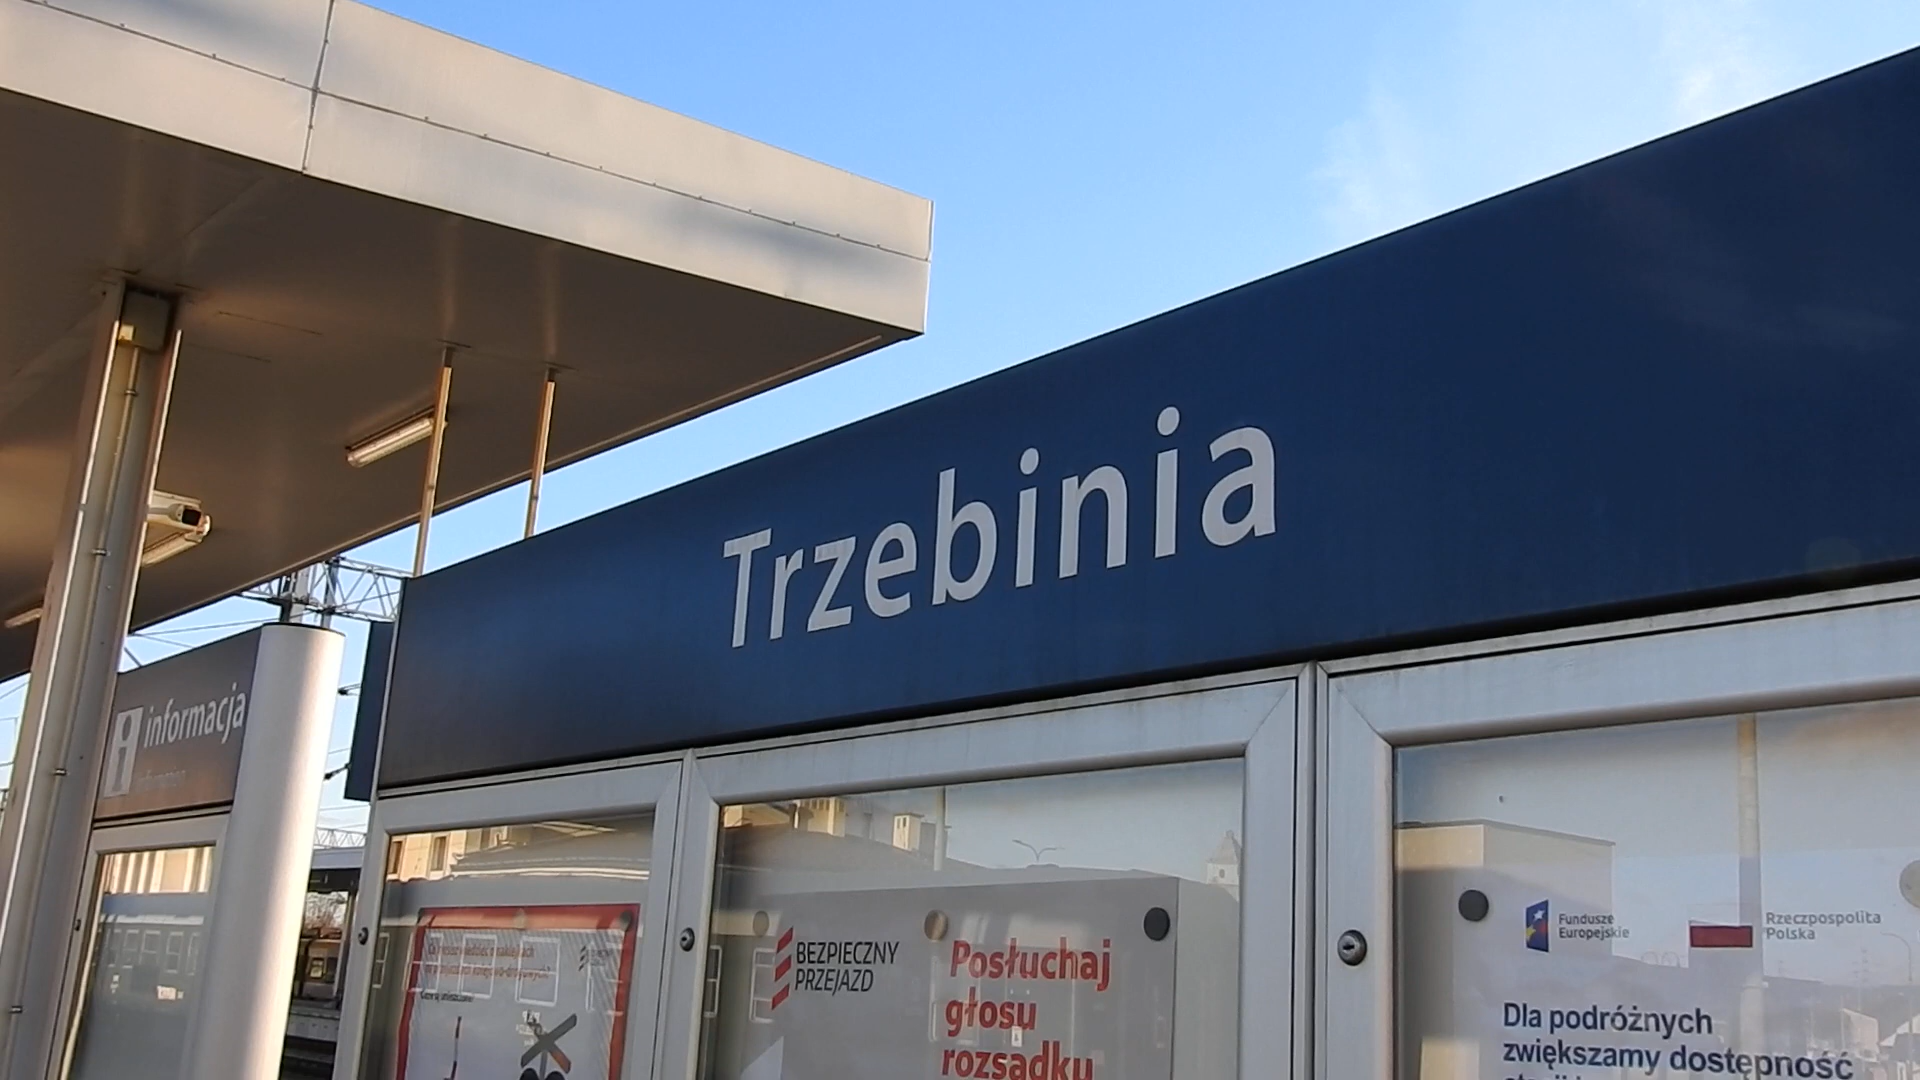 Trzebinia
i informacja
BEZPIECZNY
PRZEJAZD
Posłuchaj
głosu
rozsądku
Fundusze
Europejskie
Rzeczpospolita
Polska
Dla podróżnych
zwiększamy dostępność